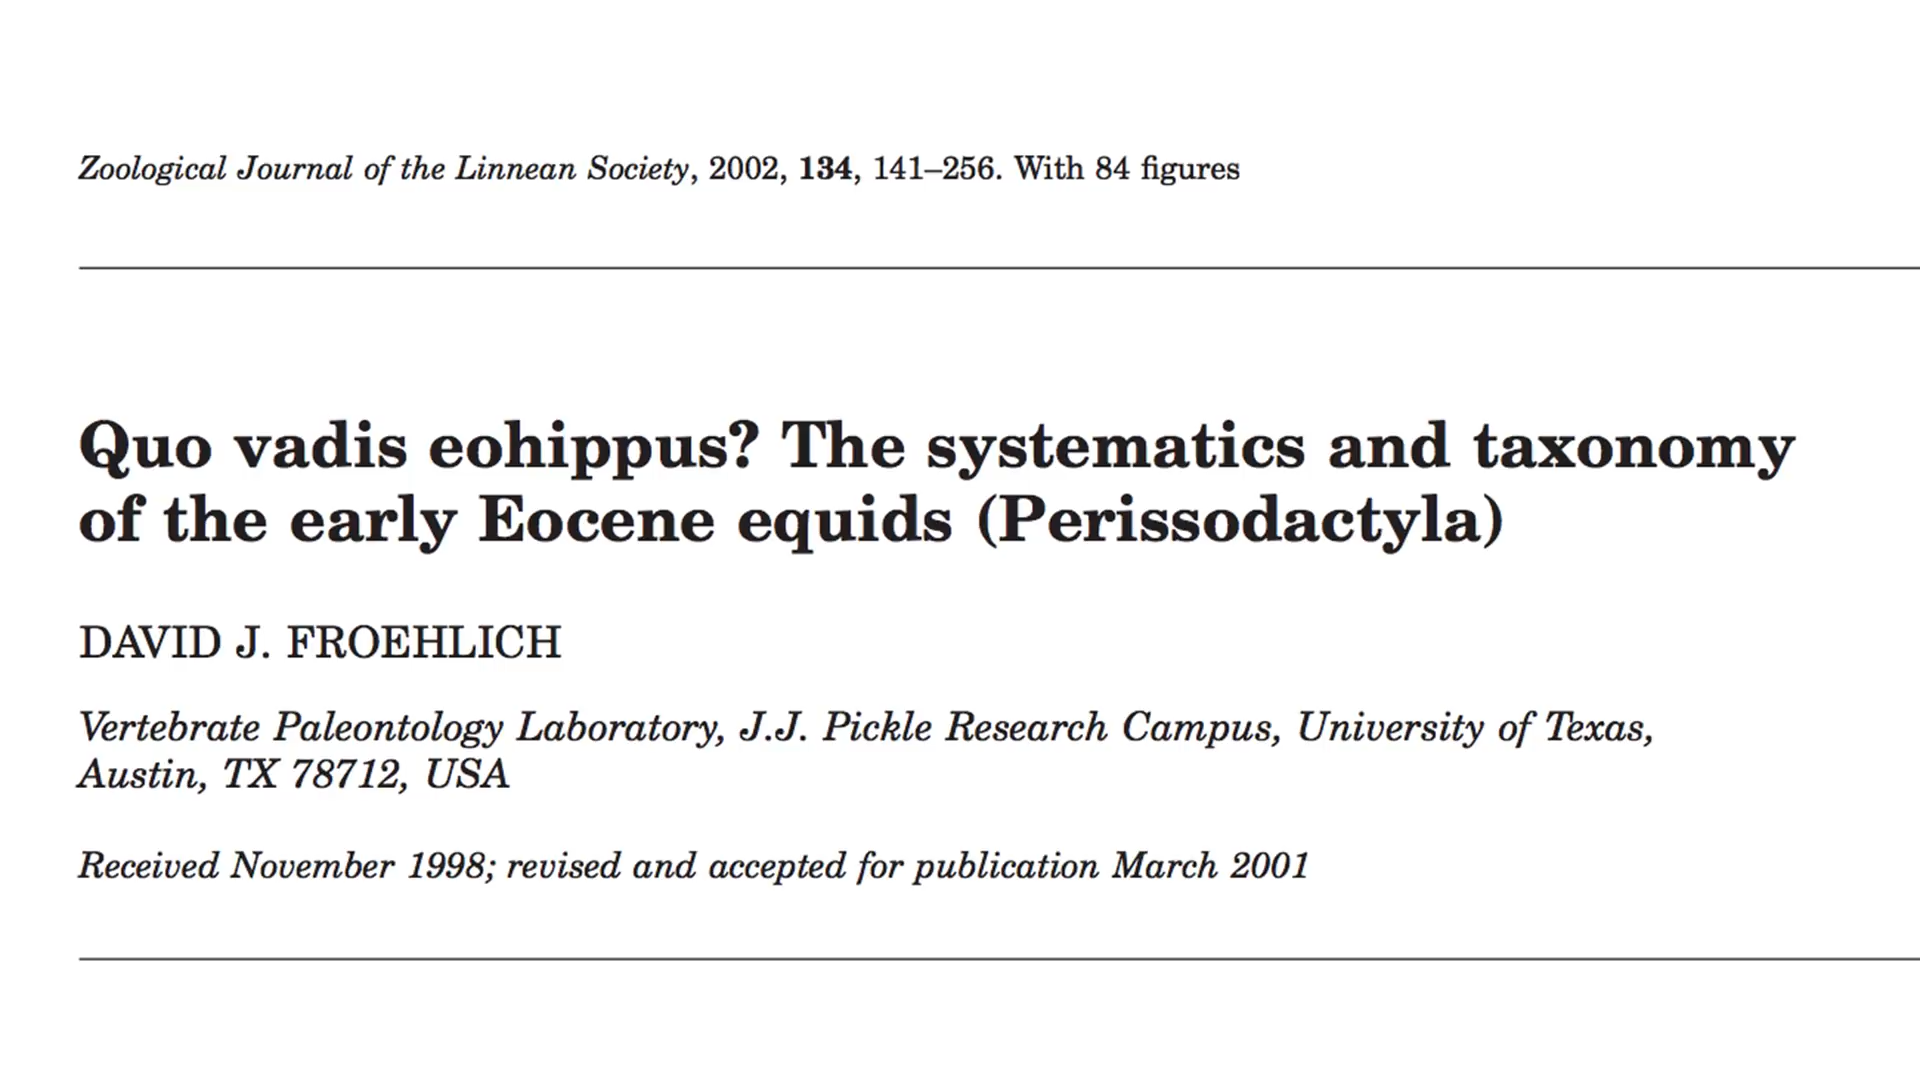 Zoological Journal of the Linnean Society, 2002, 134, 141–256. With 84 figures
Quo vadis eohippus? The systematics and taxonomy
of the early Eocene equids (Perissodactyla)
DAVID J. FROEHLICH
Vertebrate Paleontology Laboratory, J.J. Pickle Research Campus, University of Texas,
Austin, TX 78712, USA
Received November 1998; revised and accepted for publication March 2001